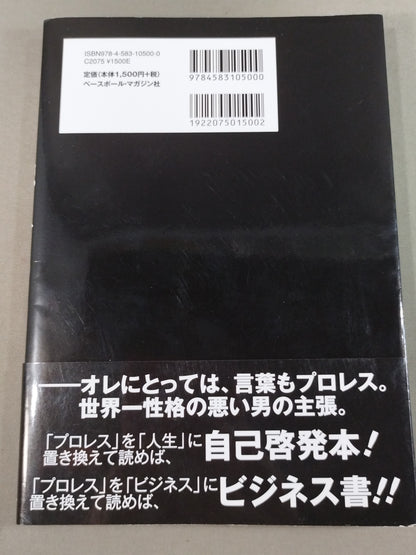 ISBN978-4-583-10500-0
C2075 ¥1500E
定価(本体1,500円+税)
ベースボール・マガジン社
9784583105000
1922075015002
——オレにとっては、言葉もプロレス。
世界一性格の悪い男の主張。
「プロレス」を「人生」に
置き換えて読めば、
自己啓発本!
「プロレス」を「ビジネス」に
置き換えて読めば、
ビジネス書!!